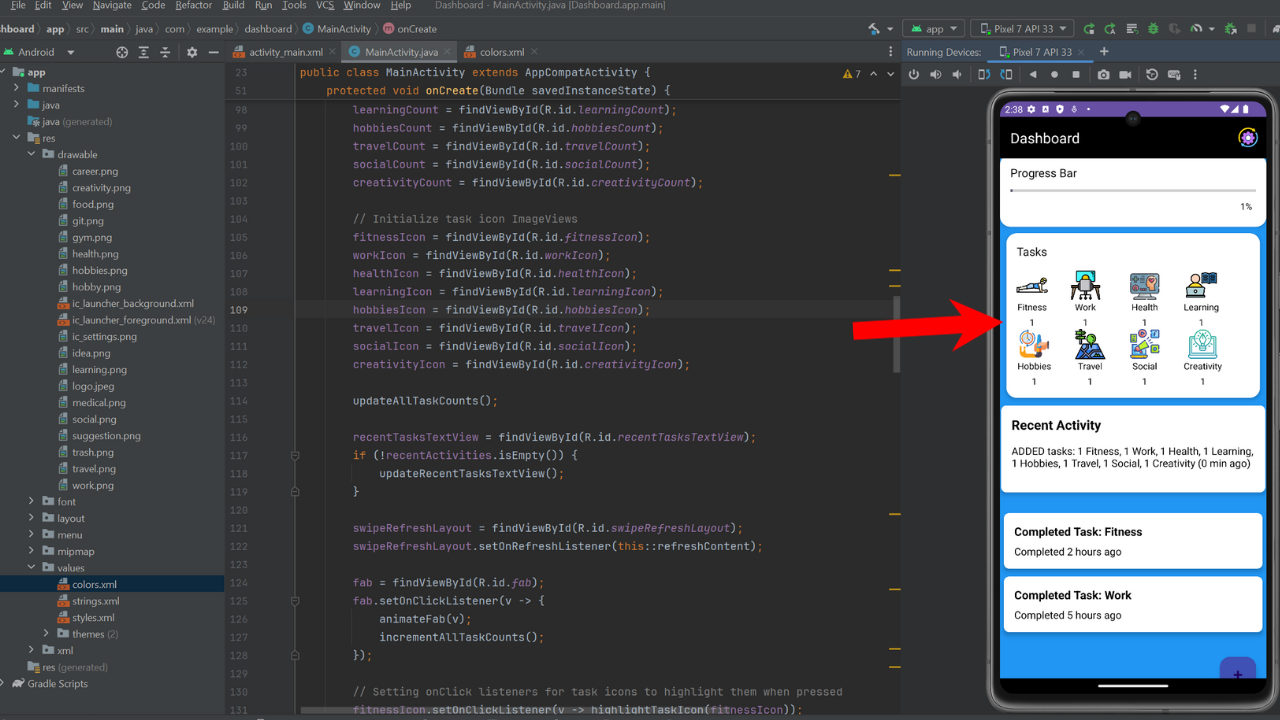 File Edit View Navigate Code Refactor Build Run Tools VCS Window Help Dashboard - MainActivity.java [Dashboard.app.main]
shboard app src main java com example dashboard MainActivity onCreate app Pixel 7 API 33
Android activity_main.xml MainActivity.java colors.xml Running Devices: Pixel 7 API 33
app
manifests
java
java (generated)
res
drawable
career.png
creativity.png
food.png
git.png
gym.png
health.png
hobbies.png
hobby.png
ic_launcher_background.xml
ic_launcher_foreground.xml (v24)
ic_settings.png
idea.png
learning.png
logo.jpeg
medical.png
social.png
suggestion.png
trash.png
travel.png
work.png
font
layout
menu
mipmap
values
colors.xml
strings.xml
styles.xml
themes (2)
xml
res (generated)
Gradle Scripts
7
23 public class MainActivity extends AppCompatActivity {
51 protected void onCreate(Bundle savedInstanceState) {
98 learningCount = findViewById(R.id.learningCount);
99 hobbiesCount = findViewById(R.id.hobbiesCount);
100 travelCount = findViewById(R.id.travelCount);
101 socialCount = findViewById(R.id.socialCount);
102 creativityCount = findViewById(R.id.creativityCount);
103
104 // Initialize task icon ImageViews
105 fitnessIcon = findViewById(R.id.fitnessIcon);
106 workIcon = findViewById(R.id.workIcon);
107 healthIcon = findViewById(R.id.healthIcon);
108 learningIcon = findViewById(R.id.learningIcon);
109 hobbiesIcon = findViewById(R.id.hobbiesIcon);
110 travelIcon = findViewById(R.id.travelIcon);
111 socialIcon = findViewById(R.id.socialIcon);
112 creativityIcon = findViewById(R.id.creativityIcon);
113
114 updateAllTaskCounts();
115
116 recentTasksTextView = findViewById(R.id.recentTasksTextView);
117 if (!recentActivities.isEmpty()) {
118 updateRecentTasksTextView();
119 }
120
121 swipeRefreshLayout = findViewById(R.id.swipeRefreshLayout);
122 swipeRefreshLayout.setOnRefreshListener(this::refreshContent);
123
124 fab = findViewById(R.id.fab);
125 fab.setOnClickListener(v -> {
126 animateFab(v);
127 incrementAllTaskCounts();
128 });
129
130 // Setting onClick listeners for task icons to highlight them when pressed
131 fitnessIcon.setOnClickListener(v -> highlightTaskIcon(fitnessIcon));
2:38
Dashboard
Progress Bar
1%
Tasks
Fitness Work Health Learning
1 1 1 1
Hobbies Travel Social Creativity
1 1 1 1
Recent Activity
ADDED tasks: 1 Fitness, 1 Work, 1 Health, 1 Learning,
1 Hobbies, 1 Travel, 1 Social, 1 Creativity (0 min ago)
Completed Task: Fitness
Completed 2 hours ago
Completed Task: Work
Completed 5 hours ago
+